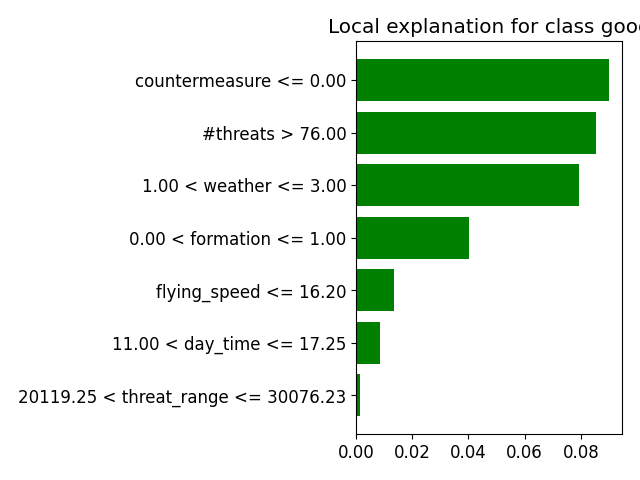 Local explanation for class good
countermeasure <= 0.00
#threats > 76.00
1.00 < weather <= 3.00
0.00 < formation <= 1.00
flying_speed <= 16.20
11.00 < day_time <= 17.25
20119.25 < threat_range <= 30076.23
0.00 0.02 0.04 0.06 0.08